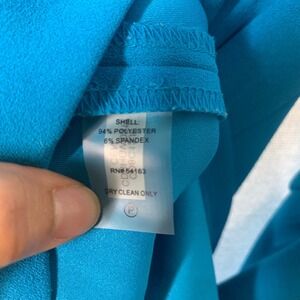 SHELL:
94% POLYESTER
6% SPANDEX
RN# 54163
DRY CLEAN ONLY
P